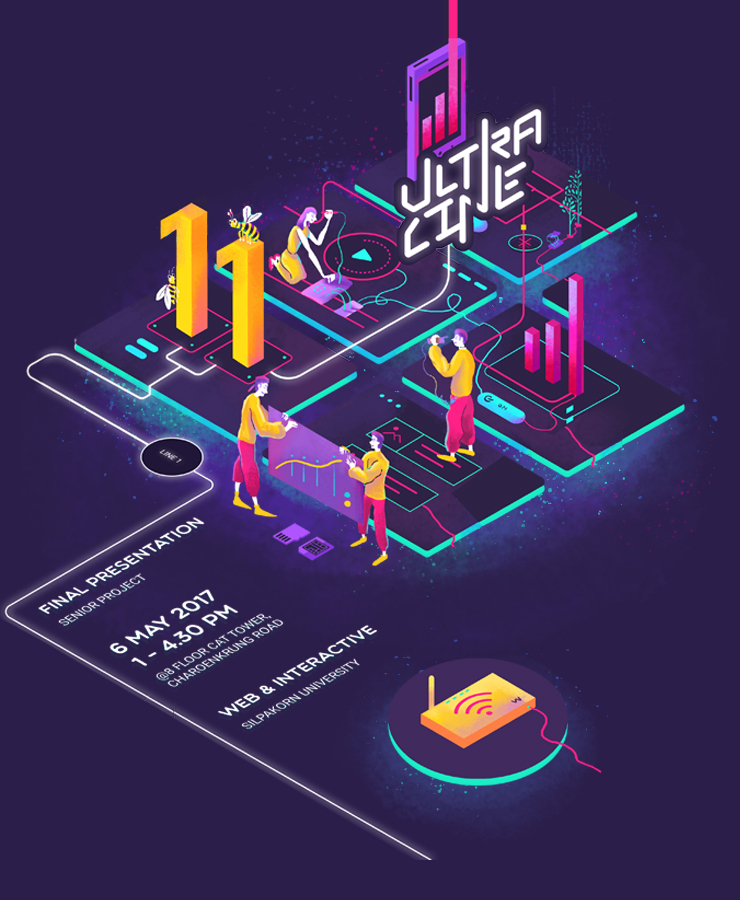 ULTRA
LINE
11
LINE 1
FINAL PRESENTATION
SENIOR PROJECT
6 MAY 2017
1 - 4.30 PM
@8 FLOOR CAT TOWER,
CHAROENKRUNG ROAD
WEB & INTERACTIVE
SILPAKORN UNIVERSITY